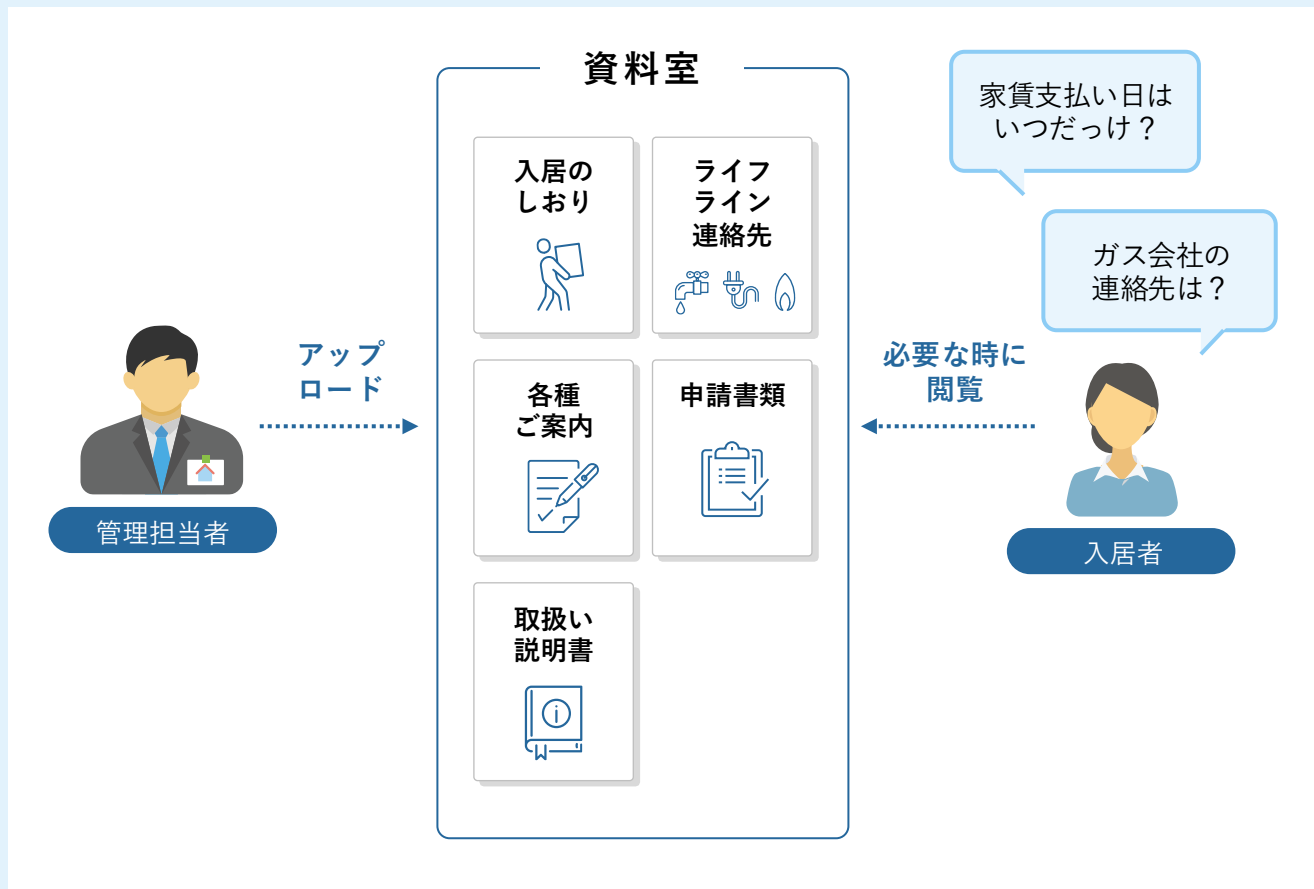 資料室
家賃支払い日は
いつだっけ？
ガス会社の
連絡先は？
入居の
しおり
ライフ
ライン
連絡先
アップ
ロード
必要な時に
閲覧
各種
ご案内
申請書類
管理担当者
入居者
取扱い
説明書